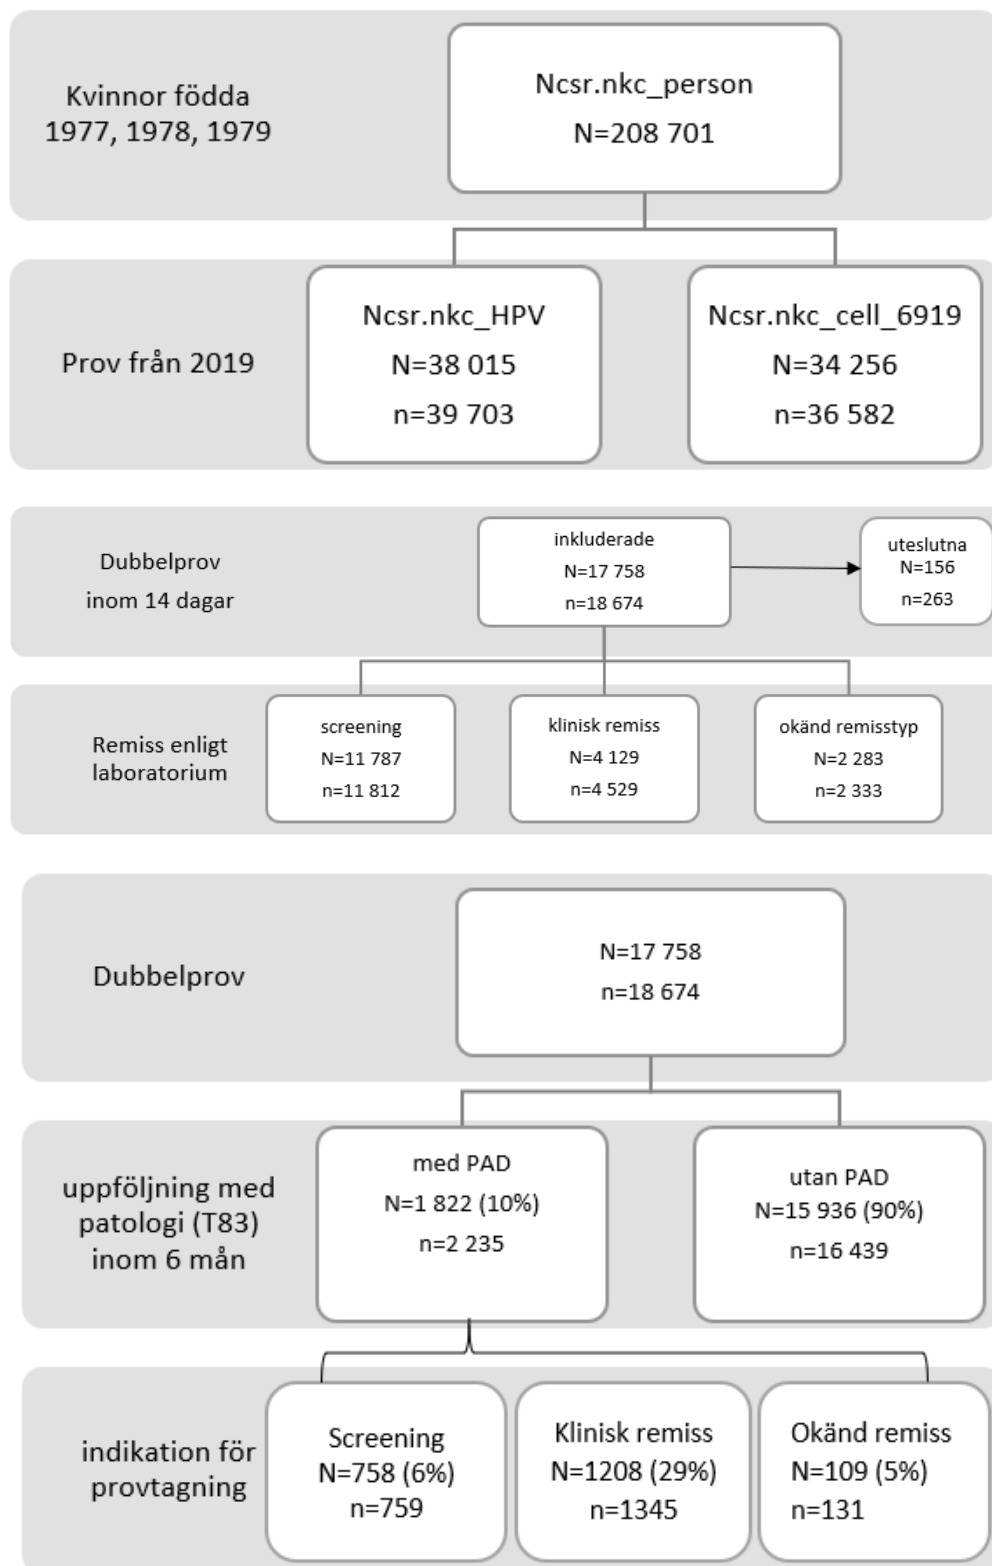 Kvinnor födda
1977, 1978, 1979
Ncsr.nkc_person
N=208 701
Prov från 2019
Ncsr.nkc_HPV
N=38 015
n=39 703
Ncsr.nkc_cell_6919
N=34 256
n=36 582
Dubbelprov
inom 14 dagar
inkluderade
N=17 758
n=18 674
uteslutna
N=156
n=263
Remiss enligt
laboratorium
screening
N=11 787
n=11 812
klinisk remiss
N=4 129
n=4 529
okänd remisstyp
N=2 283
n=2 333
Dubbelprov
N=17 758
n=18 674
uppföljning med
patologi (T83)
inom 6 mån
med PAD
N=1 822 (10%)
n=2 235
utan PAD
N=15 936 (90%)
n=16 439
indikation för
provtagning
Screening
N=758 (6%)
n=759
Klinisk remiss
N=1208 (29%)
n=1345
Okänd remiss
N=109 (5%)
n=131